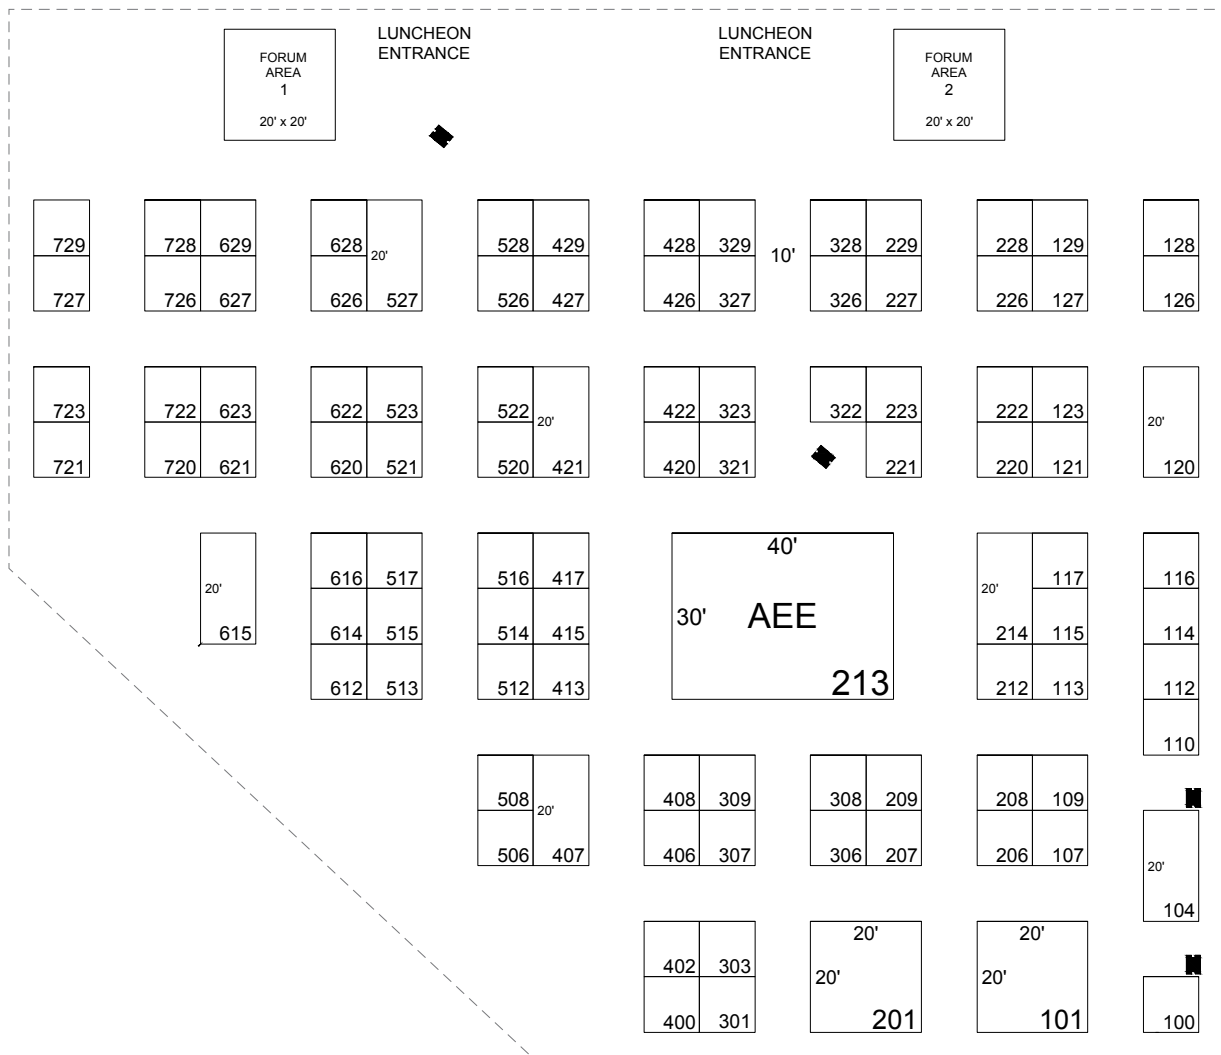 LUNCHEON
ENTRANCE
LUNCHEON
ENTRANCE
FORUM
AREA
1
20' x 20'
FORUM
AREA
2
20' x 20'
729 728 629 628 20' 528 429 428 329 10' 328 229 228 129 128
727 726 627 626 527 526 427 426 327 326 227 226 127 126
723 722 623 622 523 522 20' 422 323 322 223 222 123 20'
721 720 621 620 521 520 421 420 321 221 220 121 120
40'
20' 616 517 516 417 20' 117 116
615 614 515 514 415 30' AEE 214 115 114
612 513 512 413 213 212 113 112
110
508 20' 408 309 308 209 208 109
506 407 406 307 306 207 206 107 20'
104
20' 20'
402 303 20' 20'
400 301 201 101 100